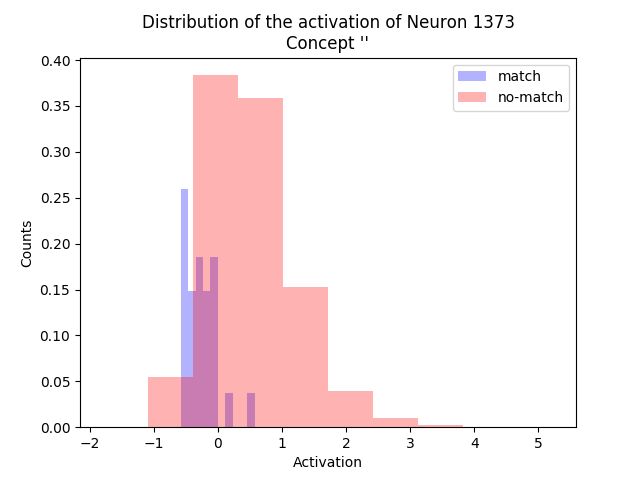 Distribution of the activation of Neuron 1373
Concept ''
match
no-match
0.40
0.35
0.30
0.25
0.20
0.15
0.10
0.05
0.00
Counts
−2
−1
0
1
2
3
4
5
Activation